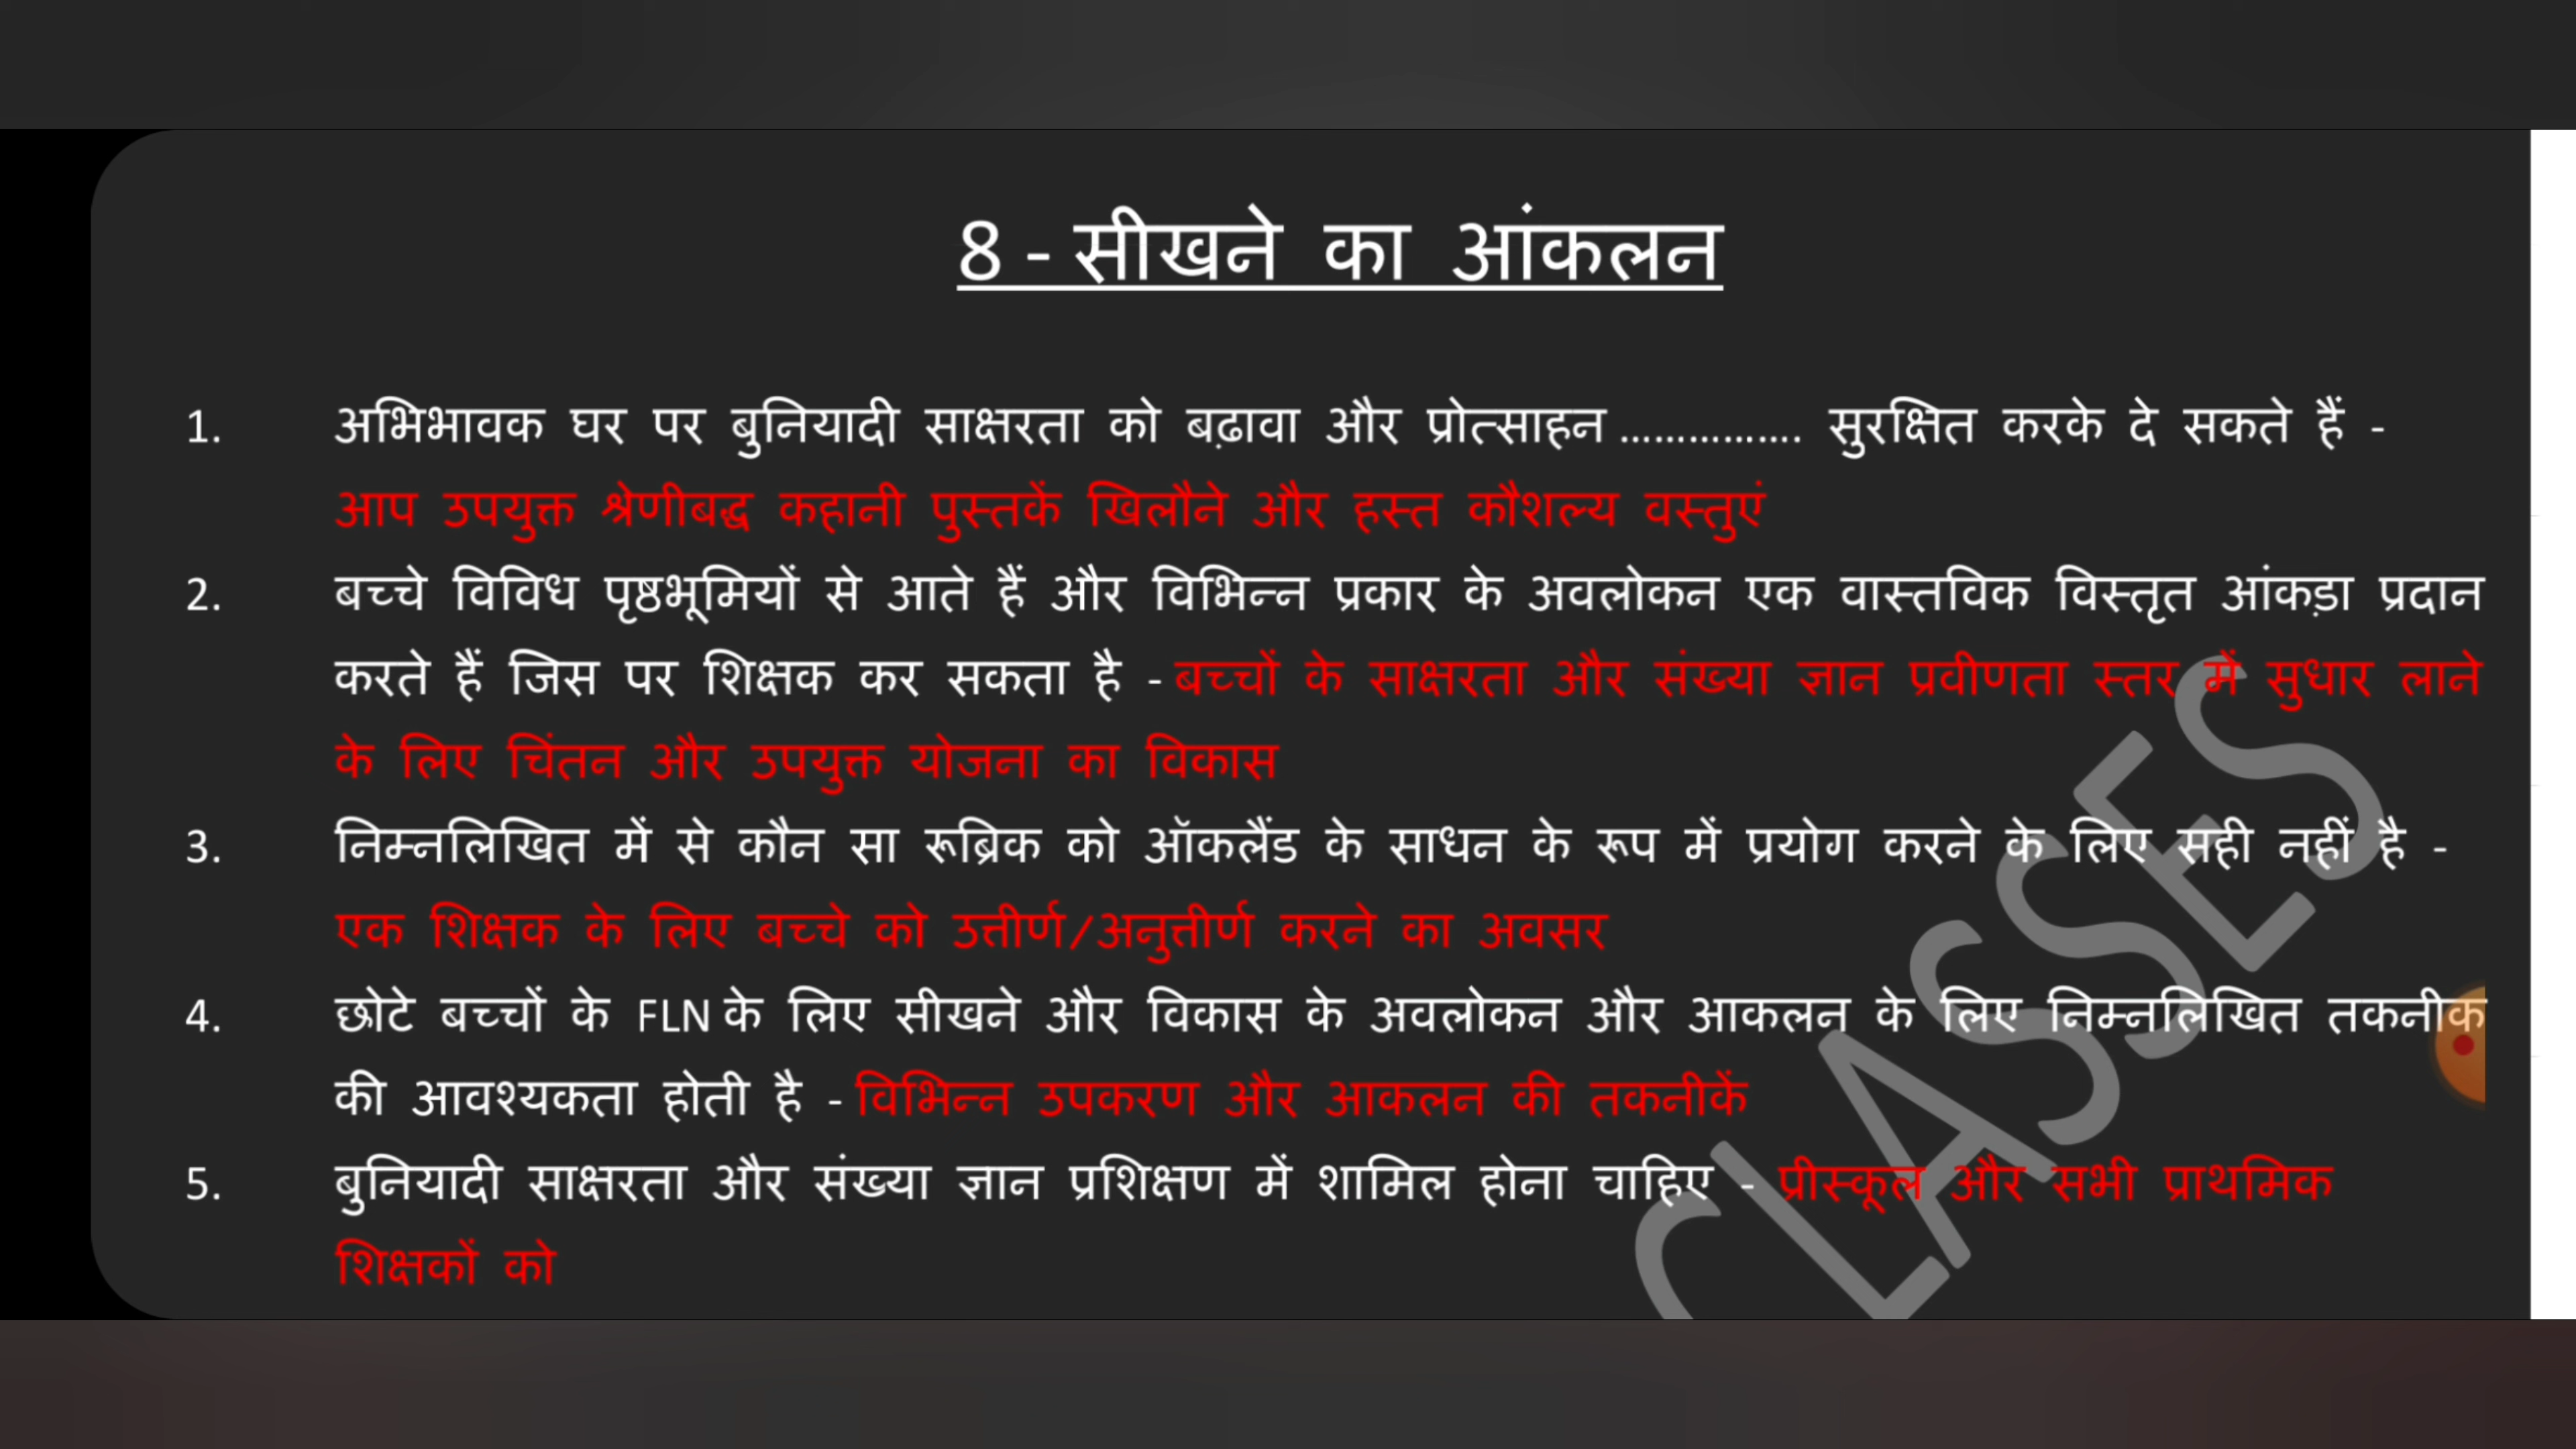 8 - सीखने का आंकलन
1. अभिभावक घर पर बुनियादी साक्षरता को बढ़ावा और प्रोत्साहन ................ सुरक्षित करके दे सकते हैं -
आप उपयुक्त श्रेणीबद्ध कहानी पुस्तकें खिलौने और हस्त कौशल्य वस्तुएं
2. बच्चे विविध पृष्ठभूमियों से आते हैं और विभिन्न प्रकार के अवलोकन एक वास्तविक विस्तृत आंकड़ा प्रदान
करते हैं जिस पर शिक्षक कर सकता है - बच्चों के साक्षरता और संख्या ज्ञान प्रवीणता स्तर में सुधार लाने
के लिए चिंतन और उपयुक्त योजना का विकास
3. निम्नलिखित में से कौन सा रूब्रिक को ऑकलैंड के साधन के रूप में प्रयोग करने के लिए सही नहीं है -
एक शिक्षक के लिए बच्चे को उत्तीर्ण/अनुत्तीर्ण करने का अवसर
4. छोटे बच्चों के FLN के लिए सीखने और विकास के अवलोकन और आकलन के लिए निम्नलिखित तकनीक
की आवश्यकता होती है - विभिन्न उपकरण और आकलन की तकनीकें
5. बुनियादी साक्षरता और संख्या ज्ञान प्रशिक्षण में शामिल होना चाहिए - प्रीस्कूल और सभी प्राथमिक
शिक्षकों को
CLASSES